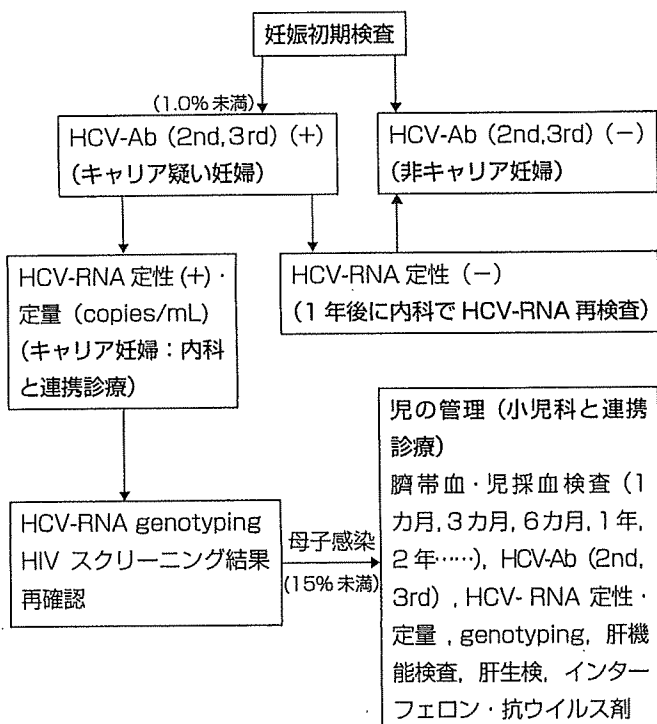 妊娠初期検査
(1.0% 未満)
HCV-Ab (2nd,3rd) (+)
(キャリア疑い妊婦)
HCV-Ab (2nd,3rd) (−)
(非キャリア妊婦)
HCV-RNA 定性 (+)・
定量 (copies/mL)
(キャリア妊婦：内科
と連携診療)
HCV-RNA 定性 (−)
(1 年後に内科で HCV-RNA 再検査)
HCV-RNA genotyping
HIV スクリーニング結果
再確認
母子感染
(15% 未満)
児の管理 (小児科と連携
診療)
臍帯血・児採血検査 (1
カ月, 3 カ月, 6 カ月, 1 年,
2 年……), HCV-Ab (2nd,
3rd) , HCV- RNA 定性・
定量 , genotyping, 肝機
能検査, 肝生検, インター
フェロン・抗ウイルス剤